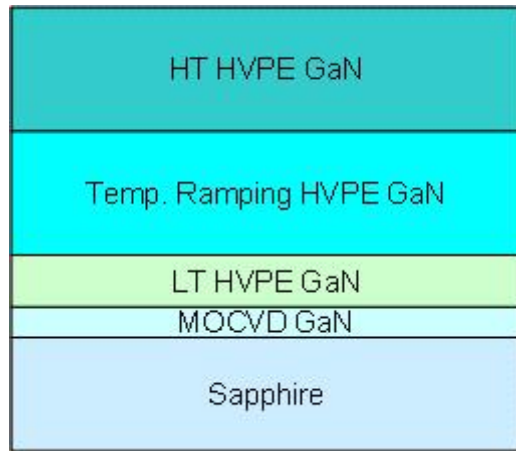 HT HVPE GaN
Temp. Ramping HVPE GaN
LT HVPE GaN
MOCVD GaN
Sapphire